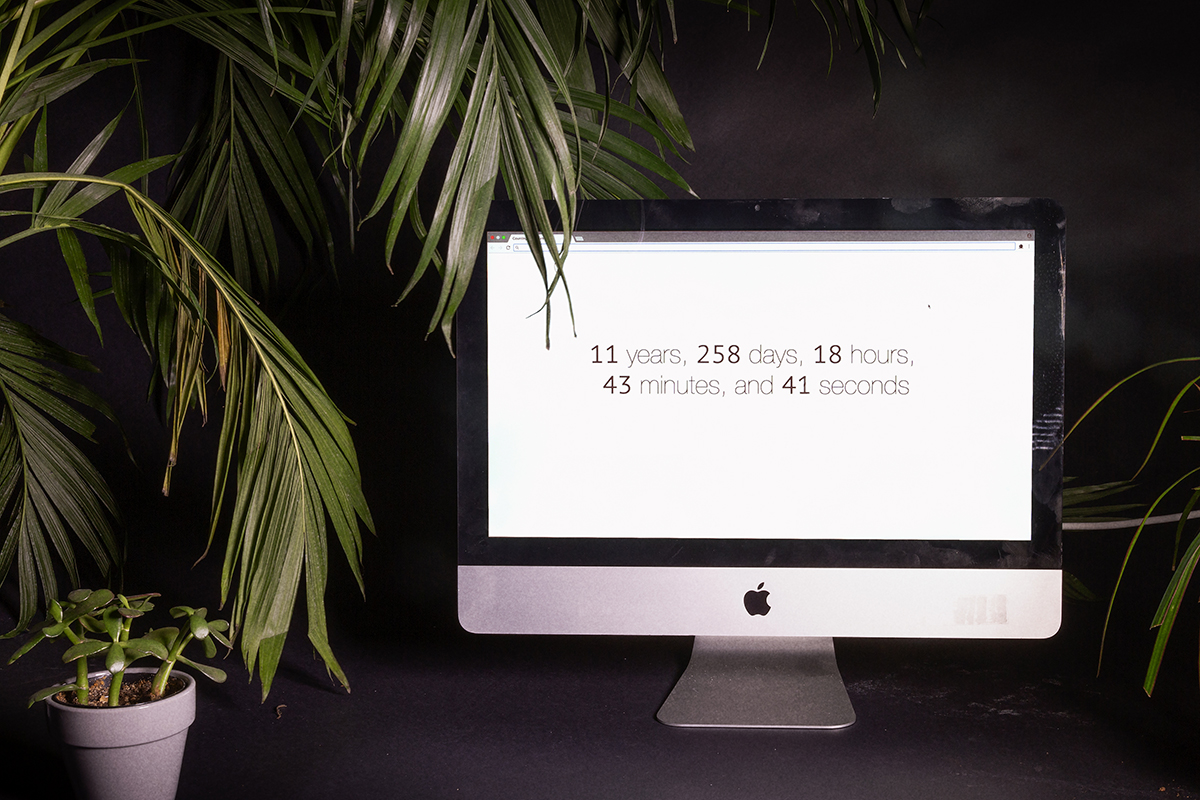 11 years, 258 days, 18 hours,
43 minutes, and 41 seconds